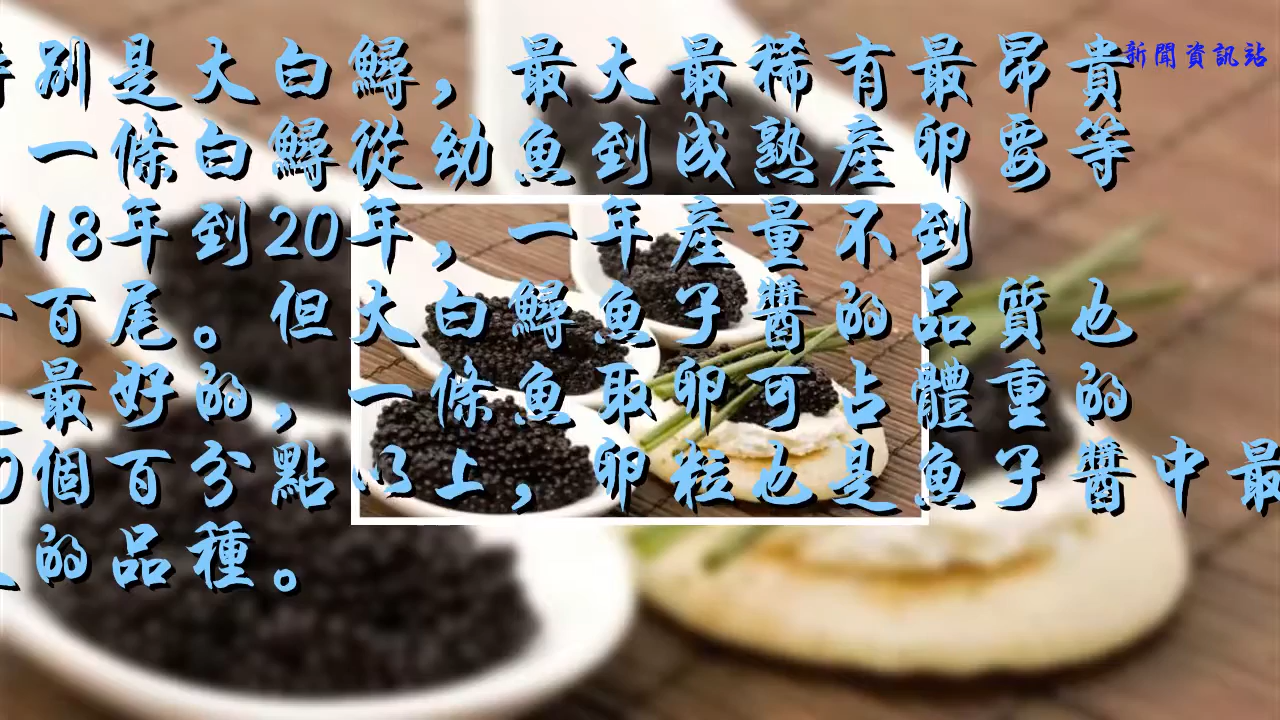 別是大白鱘，最大最稀有最昂貴
新聞資訊站
一條白鱘從幼魚到成熟產卵要等
18年到20年，一年產量不到
百尾。但大白鱘魚子醬的品質也
最好的，一條魚取卵可占體重的
0個百分點以上，卵粒也是魚子醬中最
的品種。